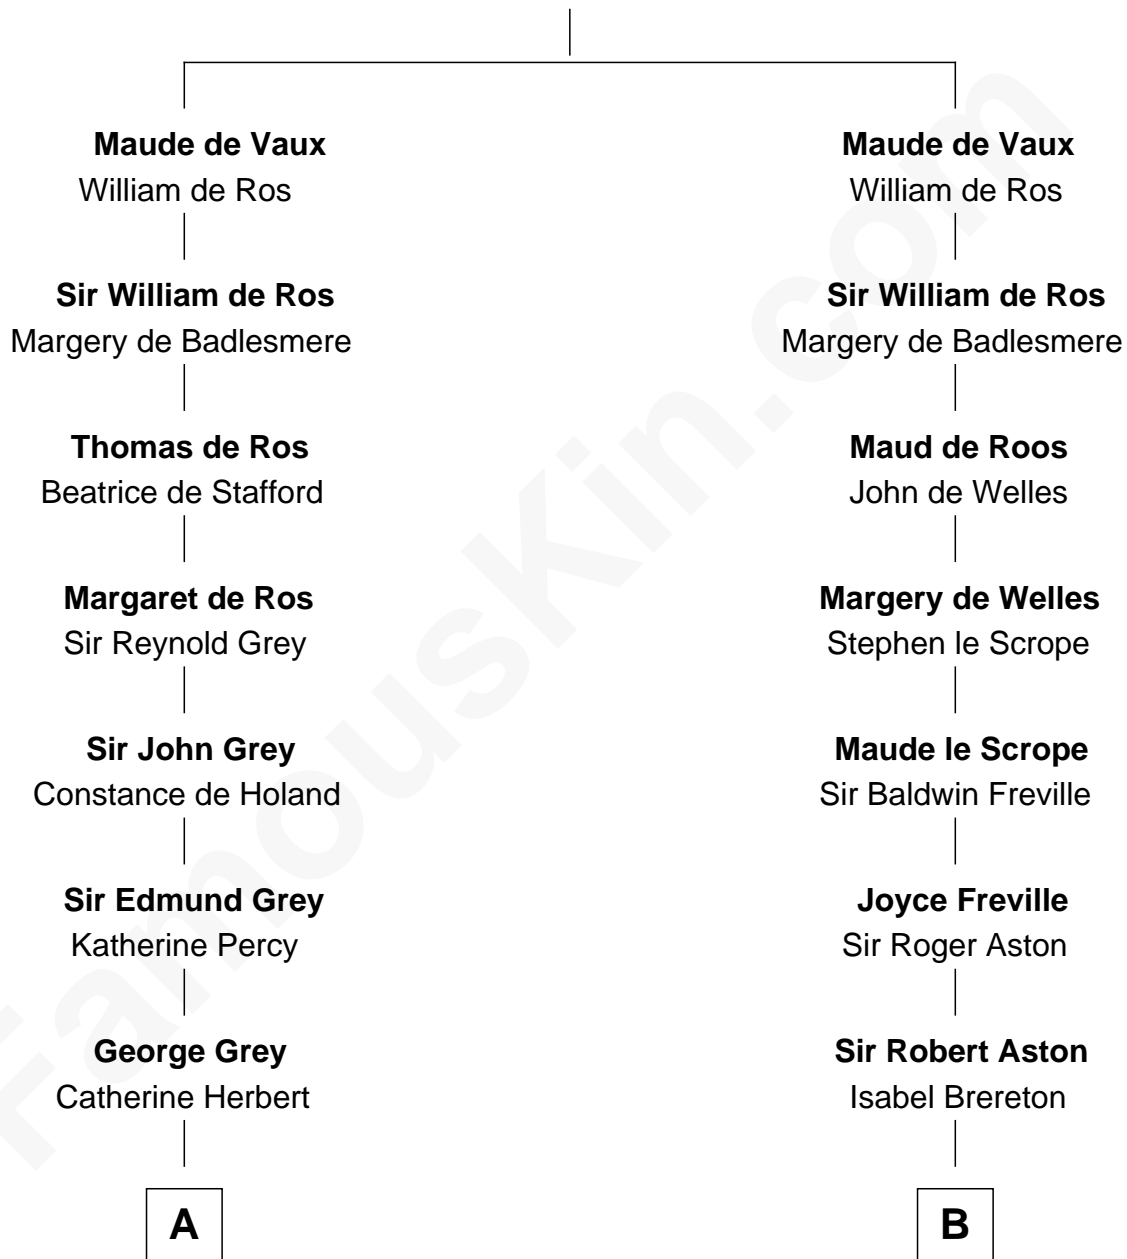 Maude de Vaux
William de Ros
Sir William de Ros
Margery de Badlesmere
Thomas de Ros
Beatrice de Stafford
Margaret de Ros
Sir Reynold Grey
Sir John Grey
Constance de Holand
Sir Edmund Grey
Katherine Percy
George Grey
Catherine Herbert
A
Maude de Vaux
William de Ros
Sir William de Ros
Margery de Badlesmere
Maud de Roos
John de Welles
Margery de Welles
Stephen le Scrope
Maude le Scrope
Sir Baldwin Freville
Joyce Freville
Sir Roger Aston
Sir Robert Aston
Isabel Brereton
B
FamousKin.com